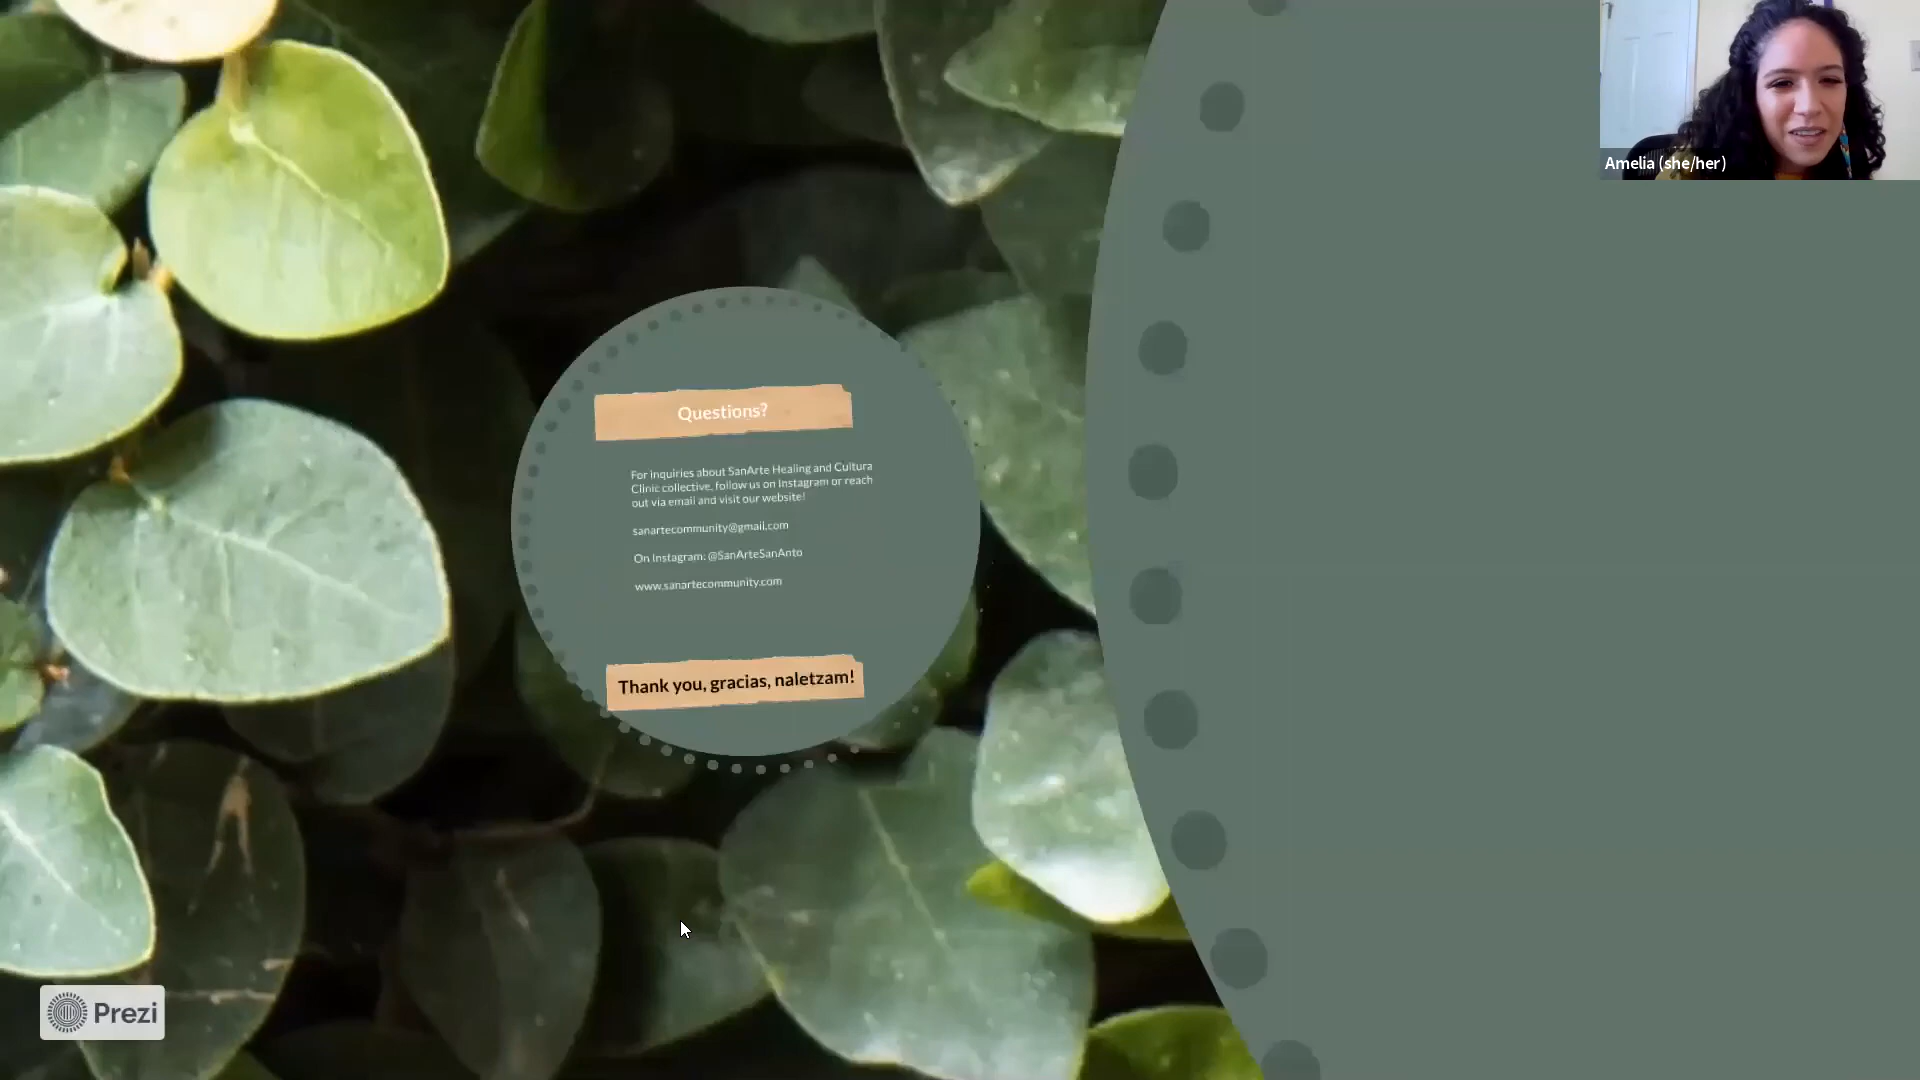 Amelia (she/her)
Questions?
For inquiries about SanArte Healing and Cultura
Clinic collective, follow us on Instagram or reach
out via email and visit our website!
sanartecommunity@gmail.com
On Instagram: @SanArteSanAnto
www.sanartecommunity.com
Thank you, gracias, naletzam!
Prezi